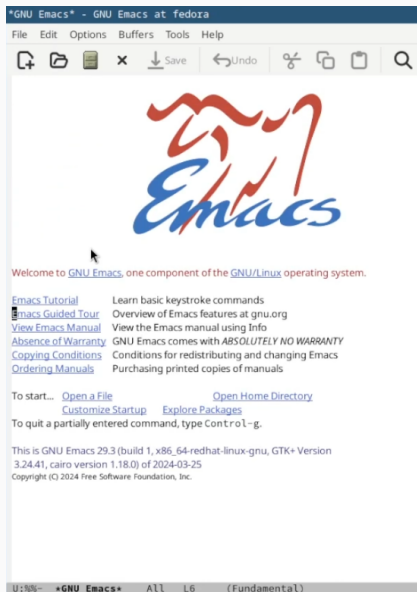 *GNU Emacs* - GNU Emacs at fedora
File Edit Options Buffers Tools Help
Save Undo
Emacs
Welcome to GNU Emacs, one component of the GNU/Linux operating system.
Emacs Tutorial Learn basic keystroke commands
Emacs Guided Tour Overview of Emacs features at gnu.org
View Emacs Manual View the Emacs manual using Info
Absence of Warranty GNU Emacs comes with ABSOLUTELY NO WARRANTY
Copying Conditions Conditions for redistributing and changing Emacs
Ordering Manuals Purchasing printed copies of manuals
To start... Open a File Open Home Directory
Customize Startup Explore Packages
To quit a partially entered command, type Control-g.
This is GNU Emacs 29.3 (build 1, x86_64-redhat-linux-gnu, GTK+ Version
3.24.41, cairo version 1.18.0) of 2024-03-25
Copyright (C) 2024 Free Software Foundation, Inc.
U:%%- *GNU Emacs* All L6 (Fundamental)